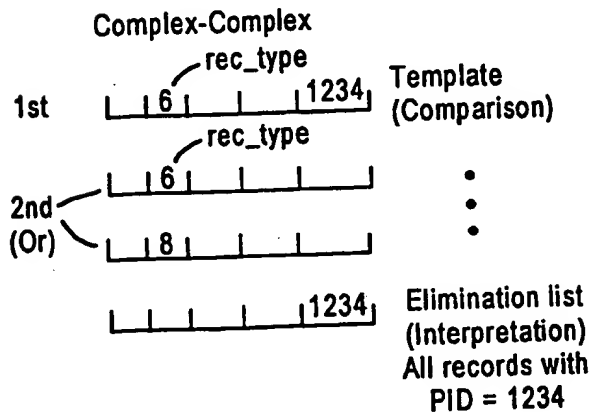 Complex-Complex
rec_type
1st 6 1234 Template
(Comparison)
rec_type
6
2nd
(Or)
8
1234 Elimination list
(Interpretation)
All records with
PID = 1234